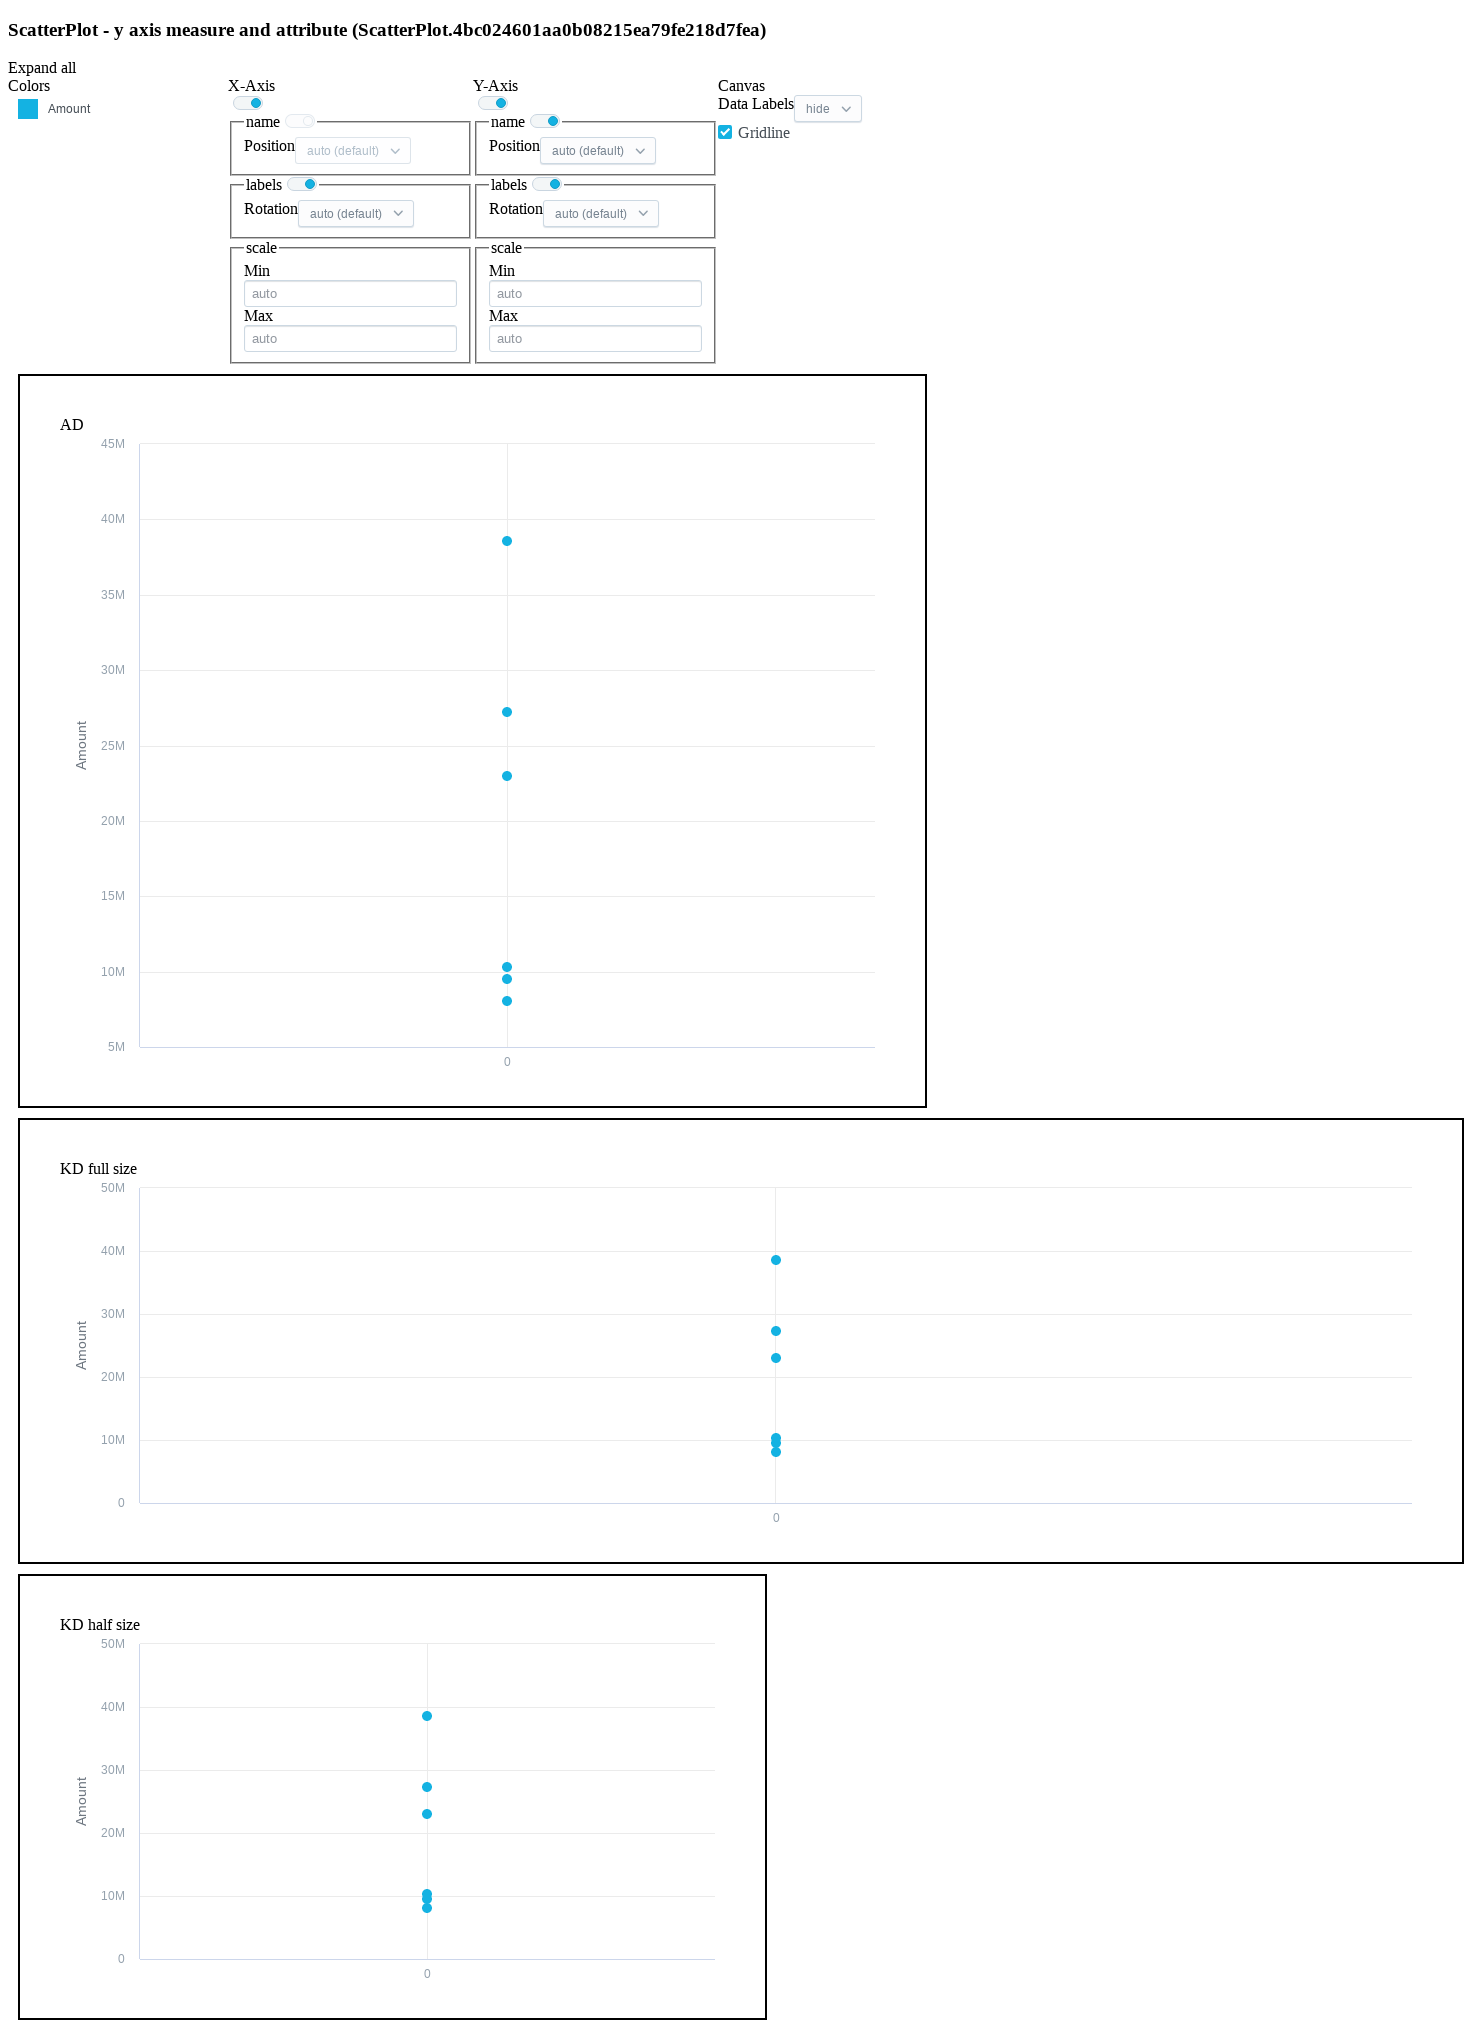 ScatterPlot - y axis measure and attribute (ScatterPlot.4bc024601aa0b08215ea79fe218d7fea)
Expand all
Colors
Amount
X-Axis
name
Position auto (default)
labels
Rotation auto (default)
scale
Min
auto
Max
auto
Y-Axis
name
Position auto (default)
labels
Rotation auto (default)
scale
Min
auto
Max
auto
Canvas
Data Labels hide
Gridline
AD
45M
40M
35M
30M
25M
20M
15M
10M
5M
Amount
0
KD full size
50M
40M
30M
20M
10M
0
Amount
0
KD half size
50M
40M
30M
20M
10M
0
Amount
0